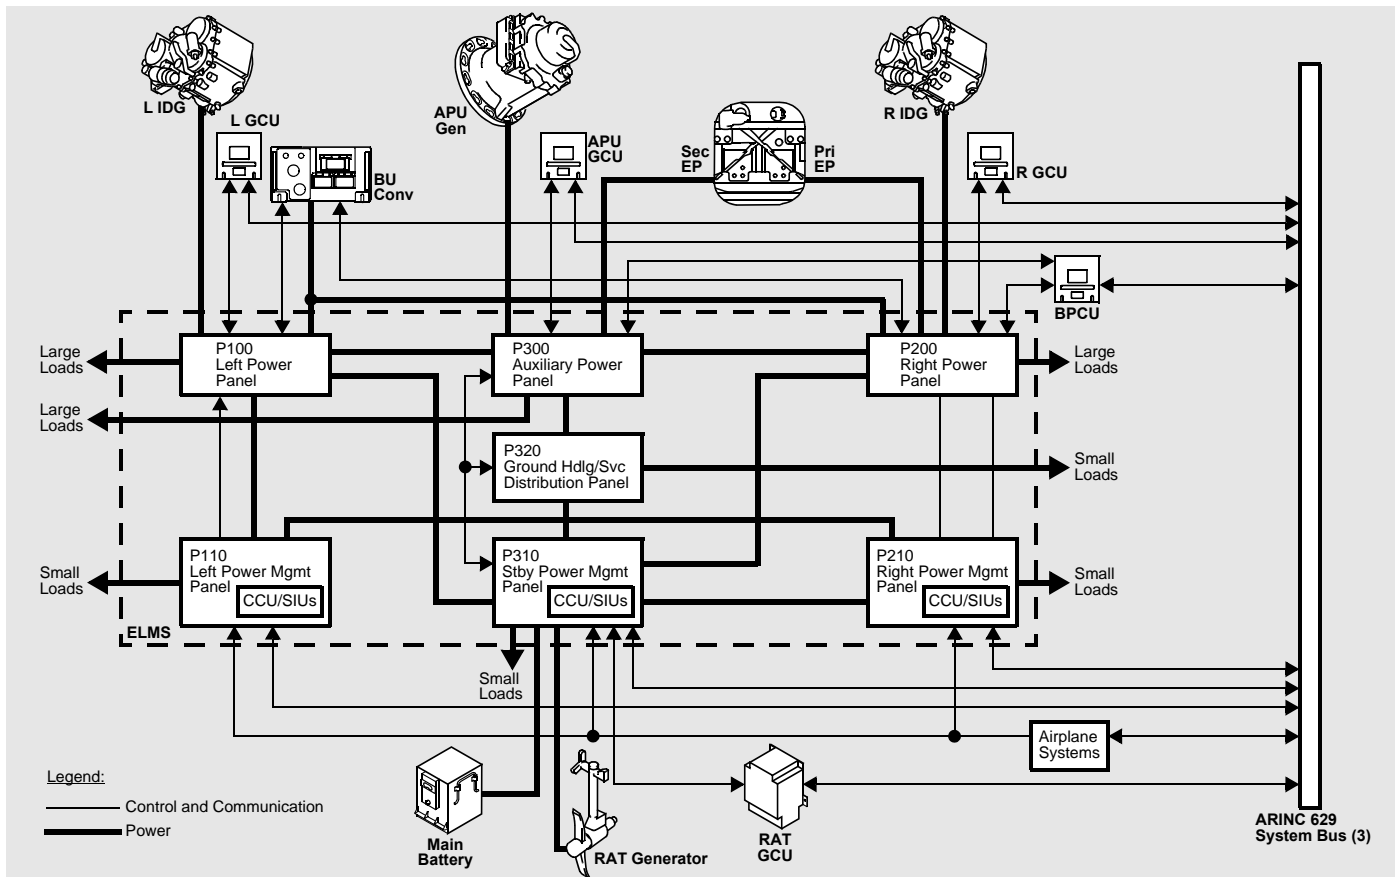 L IDG
L GCU
BU
Conv
APU
Gen
APU
GCU
Sec
EP
Pri
EP
R IDG
R GCU
BPCU
Large
Loads
P100
Left Power
Panel
P300
Auxiliary Power
Panel
P200
Right Power
Panel
Large
Loads
Large
Loads
P320
Ground Hdlg/Svc
Distribution Panel
Small
Loads
P110
Left Power Mgmt
Panel
CCU/SIUs
P310
Stby Power Mgmt
Panel
CCU/SIUs
P210
Right Power Mgmt
Panel
CCU/SIUs
Small
Loads
Small
Loads
ELMS
Small
Loads
Airplane
Systems
Legend:
Control and Communication
Power
Main
Battery
RAT Generator
RAT
GCU
ARINC 629
System Bus (3)